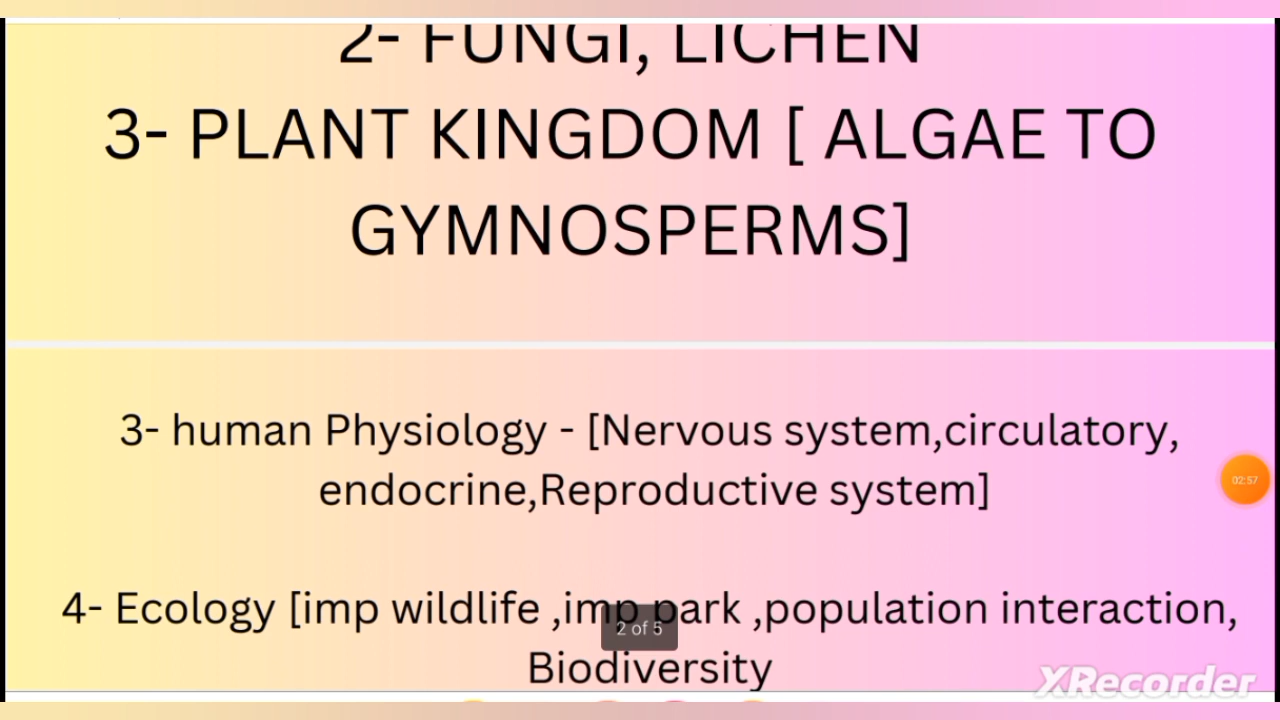 2- FUNGI, LICHEN
3- PLANT KINGDOM [ ALGAE TO
GYMNOSPERMS]
3- human Physiology - [Nervous system,circulatory,
endocrine,Reproductive system]
02:57
4- Ecology [imp wildlife ,imp park ,population interaction,
2 of 5
Biodiversity
XRecorder